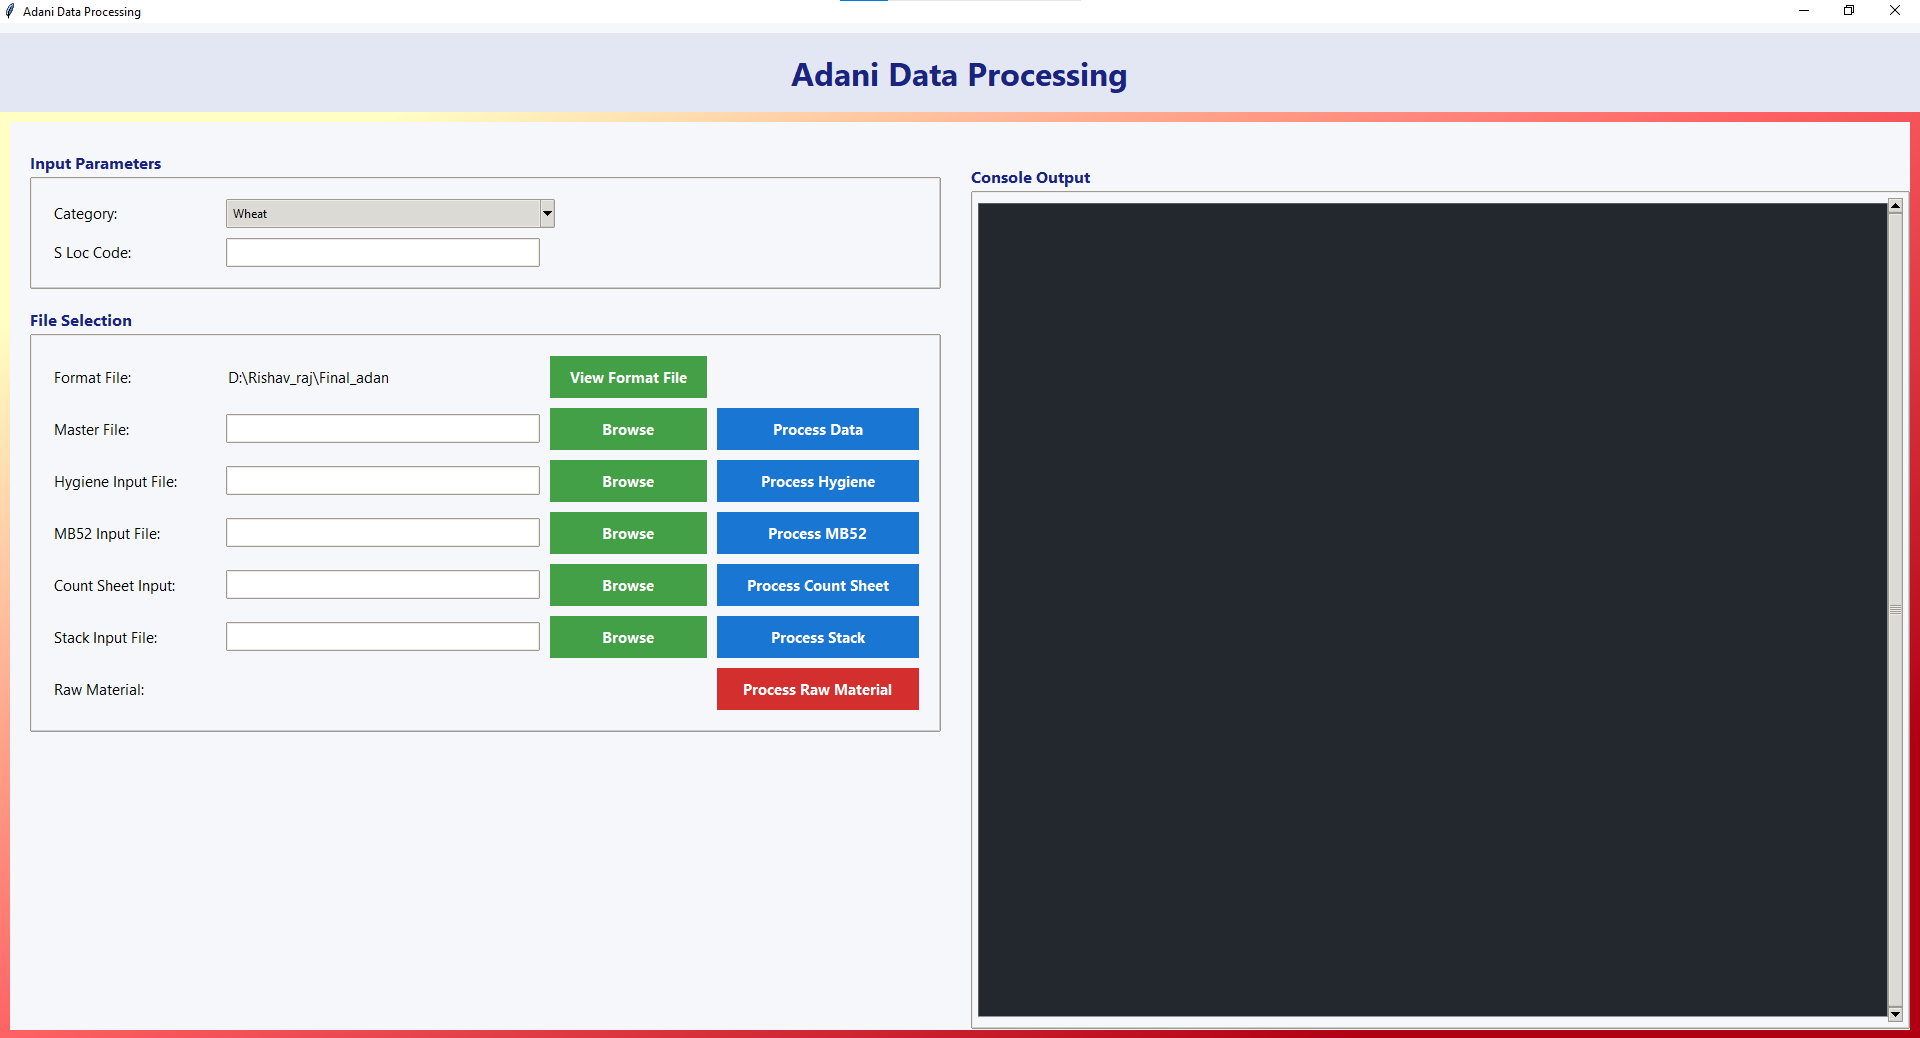 Adani Data Processing
Adani Data Processing
Input Parameters
Category:
Wheat
S Loc Code:
File Selection
Format File:
D:\Rishav_raj\Final_adan
View Format File
Master File:
Browse
Process Data
Hygiene Input File:
Browse
Process Hygiene
MB52 Input File:
Browse
Process MB52
Count Sheet Input:
Browse
Process Count Sheet
Stack Input File:
Browse
Process Stack
Raw Material:
Process Raw Material
Console Output